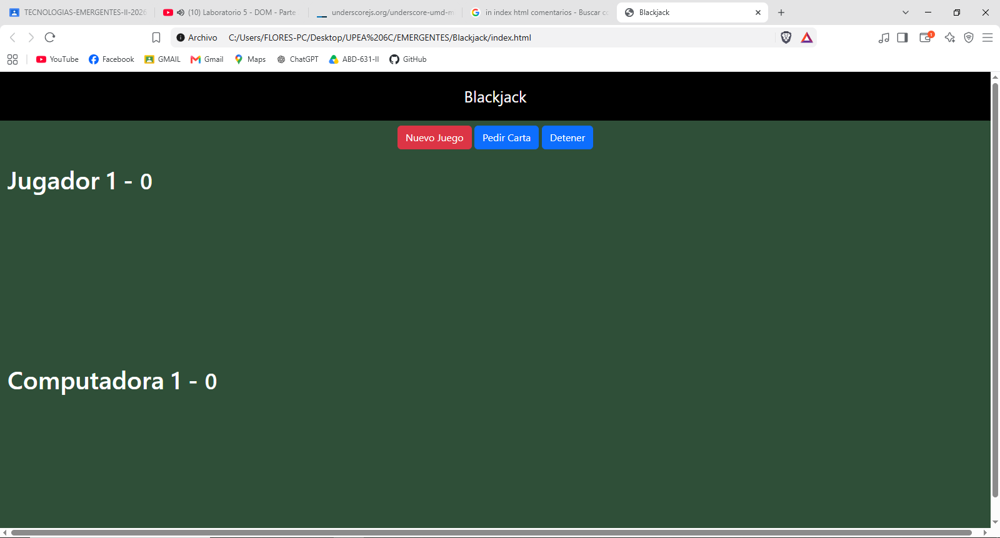 TECNOLOGIAS-EMERGENTES-II-2026
(10) Laboratorio 5 - DOM - Parte
underscorejs.org/underscore-umd-m
in index html comentarios - Buscar co
Blackjack
Archivo
C:/Users/FLORES-PC/Desktop/UPEA%206C/EMERGENTES/Blackjack/index.html
1
YouTube
Facebook
GMAIL
Gmail
Maps
ChatGPT
ABD-631-II
GitHub
Blackjack
Nuevo Juego
Pedir Carta
Detener
Jugador 1 - 0
Computadora 1 - 0